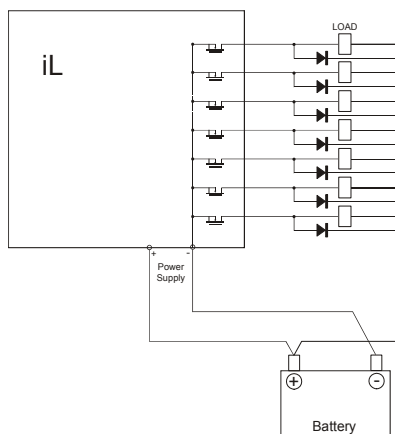 LOAD
iL
+ -
Power
Supply
+ -
Battery